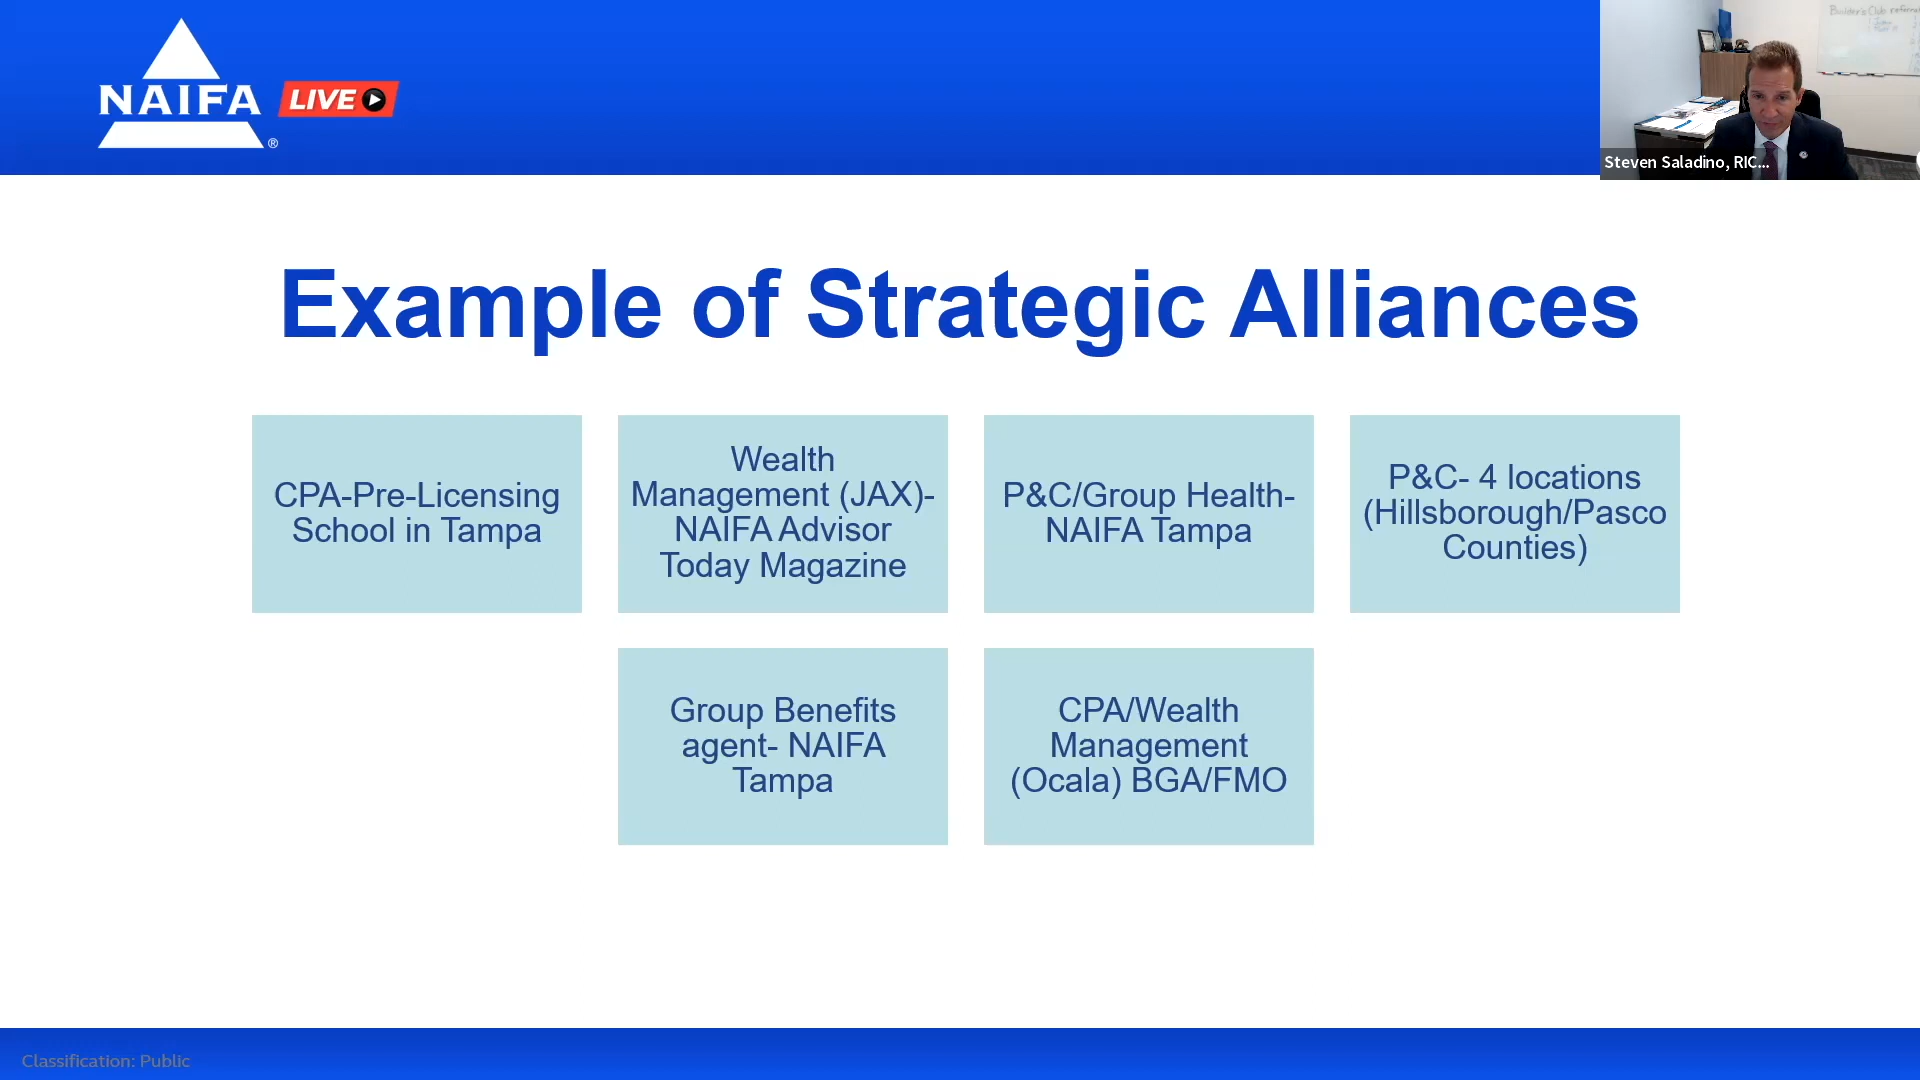 NAIFA
LIVE
®
Builder's Club
Steven Saladino, RIC...
Example of Strategic Alliances
CPA-Pre-Licensing
School in Tampa
Wealth
Management (JAX)-
NAIFA Advisor
Today Magazine
P&C/Group Health-
NAIFA Tampa
P&C- 4 locations
(Hillsborough/Pasco
Counties)
Group Benefits
agent- NAIFA
Tampa
CPA/Wealth
Management
(Ocala) BGA/FMO
Classification: Public